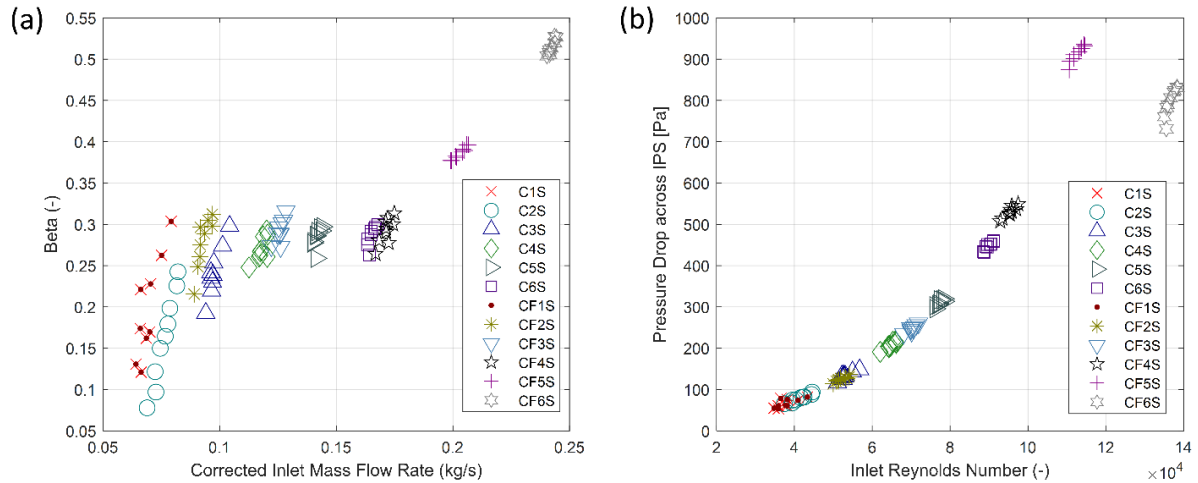 (a)
0.55
0.5
0.45
0.4
0.35
0.3
0.25
0.2
0.15
0.1
0.05
Beta (-)
0.05 0.1 0.15 0.2 0.25
Corrected Inlet Mass Flow Rate (kg/s)
C1S
C2S
C3S
C4S
C5S
C6S
CF1S
CF2S
CF3S
CF4S
CF5S
CF6S
(b)
1000
900
800
700
600
500
400
300
200
100
0
Pressure Drop across IPS [Pa]
2 4 6 8 10 12 14
Inlet Reynolds Number (-)
×10⁴
C1S
C2S
C3S
C4S
C5S
C6S
CF1S
CF2S
CF3S
CF4S
CF5S
CF6S